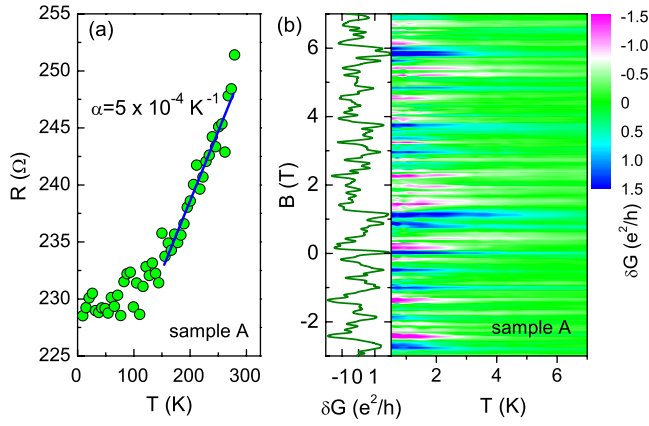 (a)
255
250
245
240
235
230
225
R (Ω)
α=5 x 10⁻⁴ K⁻¹
sample A
0 100 200 300
T (K)
(b)
6
4
2
0
-2
B (T)
-1 0 1
δG (e²/h)
sample A
2 4 6
T (K)
-1.5
-1.0
-0.5
0
0.5
1.0
1.5
δG (e²/h)